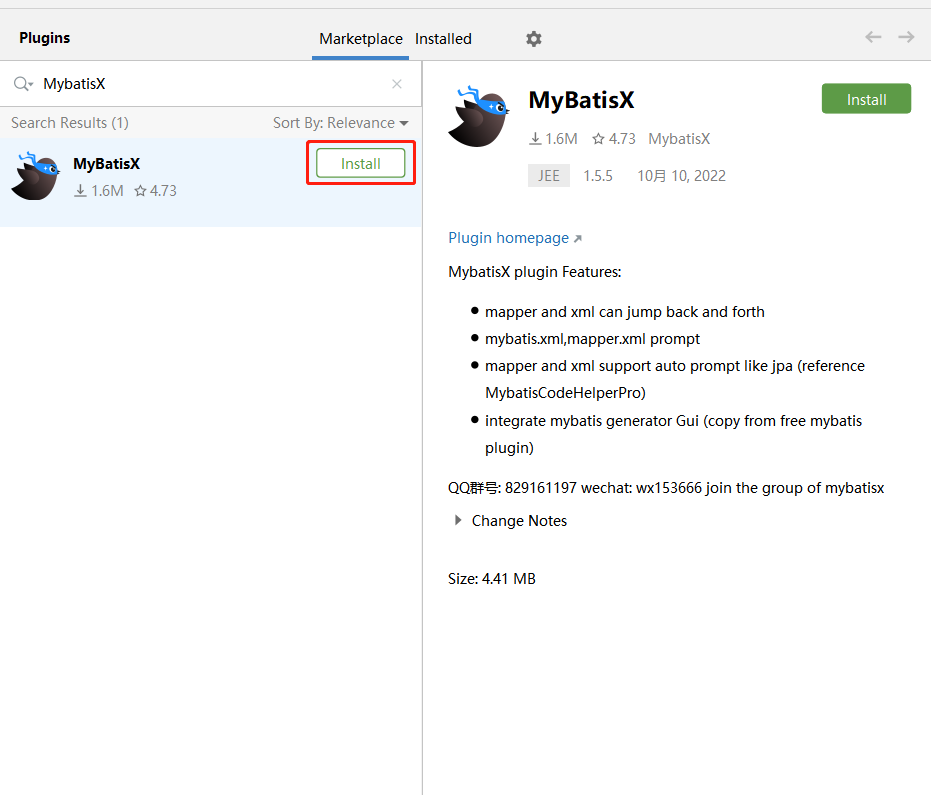 Plugins
Marketplace Installed
MybatisX
Search Results (1) Sort By: Relevance
MyBatisX
Install
1.6M 4.73
MyBatisX
Install
1.6M 4.73 MybatisX
JEE 1.5.5 10月 10, 2022
Plugin homepage
MybatisX plugin Features:
mapper and xml can jump back and forth
mybatis.xml,mapper.xml prompt
mapper and xml support auto prompt like jpa (reference
MybatisCodeHelperPro)
integrate mybatis generator Gui (copy from free mybatis
plugin)
QQ群号: 829161197 wechat: wx153666 join the group of mybatisx
Change Notes
Size: 4.41 MB